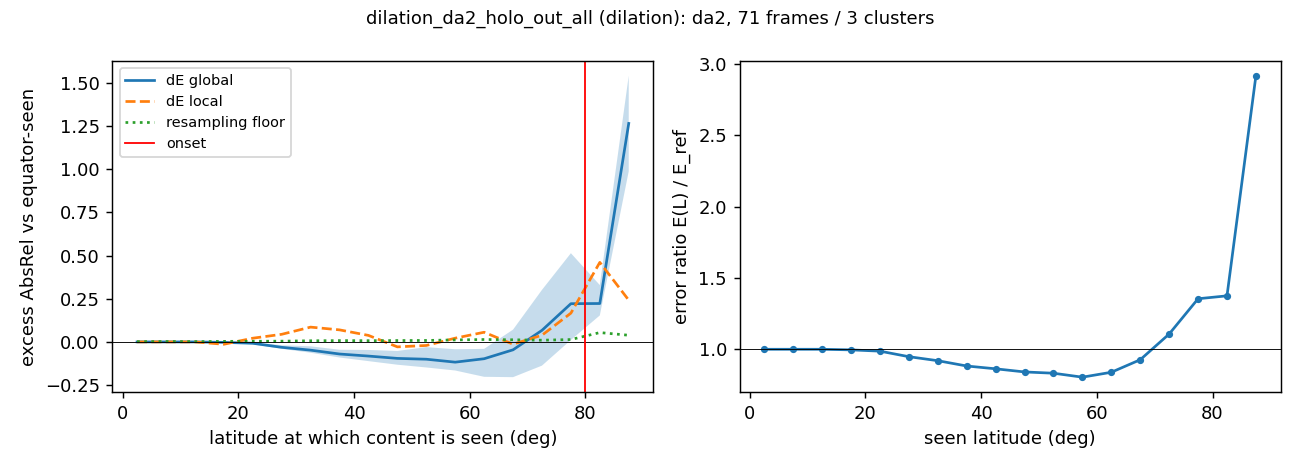 dilation_da2_holo_out_all (dilation): da2, 71 frames / 3 clusters
excess AbsRel vs equator-seen
1.50
1.25
1.00
0.75
0.50
0.25
0.00
−0.25
dE global
dE local
resampling floor
onset
0
20
40
60
80
latitude at which content is seen (deg)
error ratio E(L) / E_ref
3.0
2.5
2.0
1.5
1.0
0
20
40
60
80
seen latitude (deg)